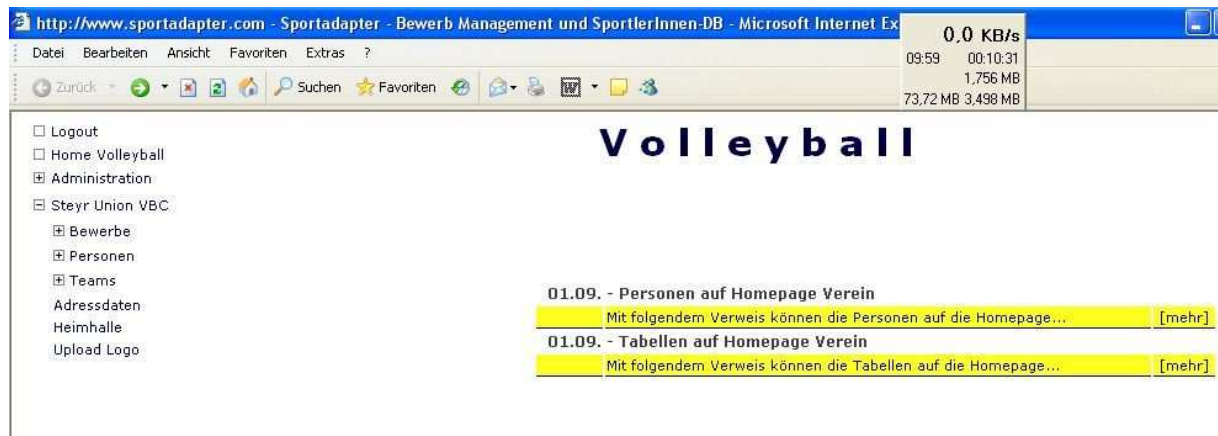 http://www.sportadapter.com - Sportadapter - Bewerb Management und SportlerInnen-DB - Microsoft Internet Ex
0,0 KB/s
Datei Bearbeiten Ansicht Favoriten Extras ?
09:59 00:10:31
1,756 MB
73,72 MB 3,498 MB
Zurück Suchen Favoriten
Logout
Home Volleyball
Administration
Steyr Union VBC
Bewerbe
Personen
Teams
Adressdaten
Heimhalle
Upload Logo
Volleyball
01.09. - Personen auf Homepage Verein
Mit folgendem Verweis können die Personen auf die Homepage... [mehr]
01.09. - Tabellen auf Homepage Verein
Mit folgendem Verweis können die Tabellen auf die Homepage... [mehr]